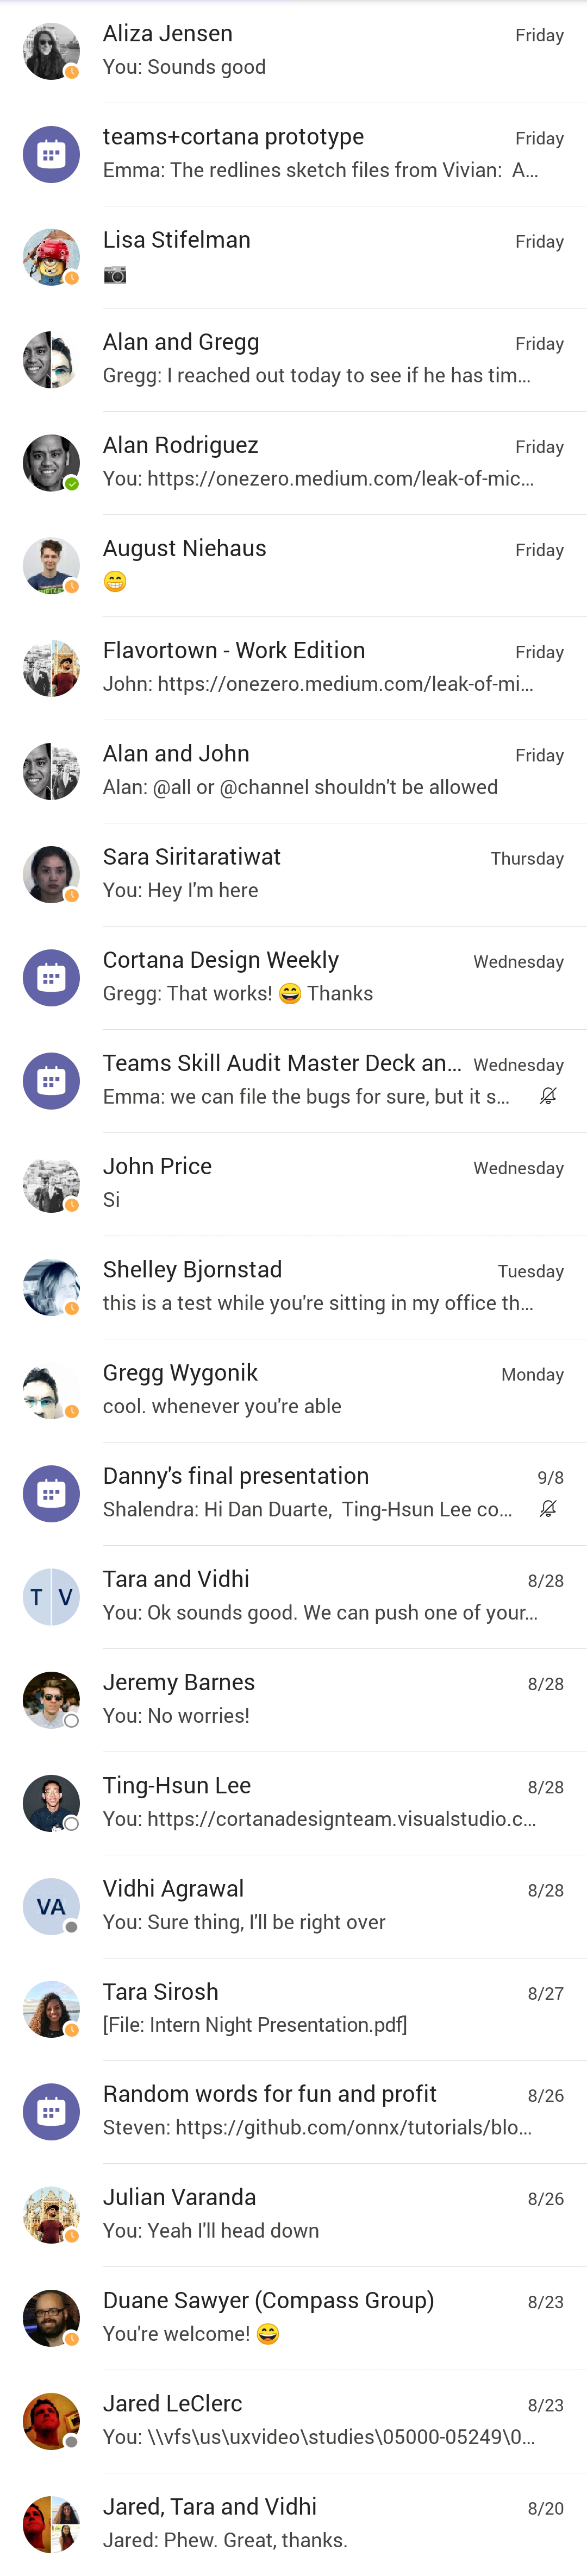 Aliza Jensen Friday
You: Sounds good
teams+cortana prototype Friday
Emma: The redlines sketch files from Vivian:  A...
Lisa Stifelman Friday
📷
Alan and Gregg Friday
Gregg: I reached out today to see if he has tim...
Alan Rodriguez Friday
You: https://onezero.medium.com/leak-of-mic...
August Niehaus Friday
😁
Flavortown - Work Edition Friday
John: https://onezero.medium.com/leak-of-mi...
Alan and John Friday
Alan: @all or @channel shouldn't be allowed
Sara Siritaratiwat Thursday
You: Hey I'm here
Cortana Design Weekly Wednesday
Gregg: That works! 😄 Thanks
Teams Skill Audit Master Deck an... Wednesday
Emma: we can file the bugs for sure, but it s...
John Price Wednesday
Si
Shelley Bjornstad Tuesday
this is a test while you're sitting in my office th...
Gregg Wygonik Monday
cool. whenever you're able
Danny's final presentation 9/8
Shalendra: Hi Dan Duarte,  Ting-Hsun Lee co...
T V
Tara and Vidhi 8/28
You: Ok sounds good. We can push one of your...
Jeremy Barnes 8/28
You: No worries!
Ting-Hsun Lee 8/28
You: https://cortanadesignteam.visualstudio.c...
VA
Vidhi Agrawal 8/28
You: Sure thing, I'll be right over
Tara Sirosh 8/27
[File: Intern Night Presentation.pdf]
Random words for fun and profit 8/26
Steven: https://github.com/onnx/tutorials/blo...
Julian Varanda 8/26
You: Yeah I'll head down
Duane Sawyer (Compass Group) 8/23
You're welcome! 😄
Jared LeClerc 8/23
You: \\vfs\us\uxvideo\studies\05000-05249\0...
Jared, Tara and Vidhi 8/20
Jared: Phew. Great, thanks.